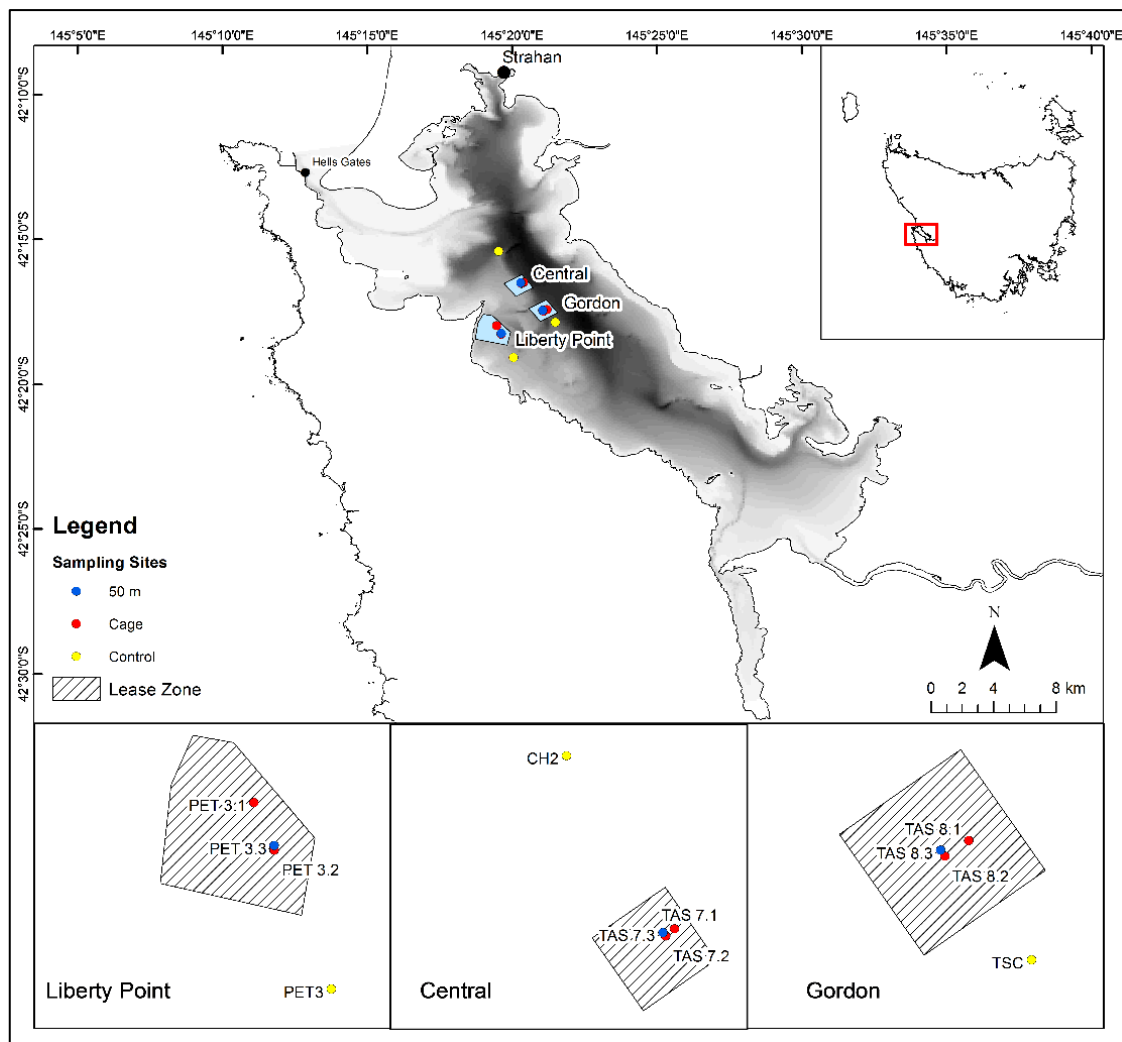 145°5'0"E
145°10'0"E
145°15'0"E
145°20'0"E
145°25'0"E
145°30'0"E
145°35'0"E
145°40'0"E
42°10'0"S
42°15'0"S
42°20'0"S
42°25'0"S
42°30'0"S
Strahan
Hells Gates
Central
Gordon
Liberty Point
Legend
Sampling Sites
50 m
Cage
Control
Lease Zone
N
0 2 4 8 km
PET 3.1
PET 3.3
PET 3.2
PET3
Liberty Point
CH2
TAS 7.1
TAS 7.3
TAS 7.2
Central
TAS 8.1
TAS 8.3
TAS 8.2
TSC
Gordon